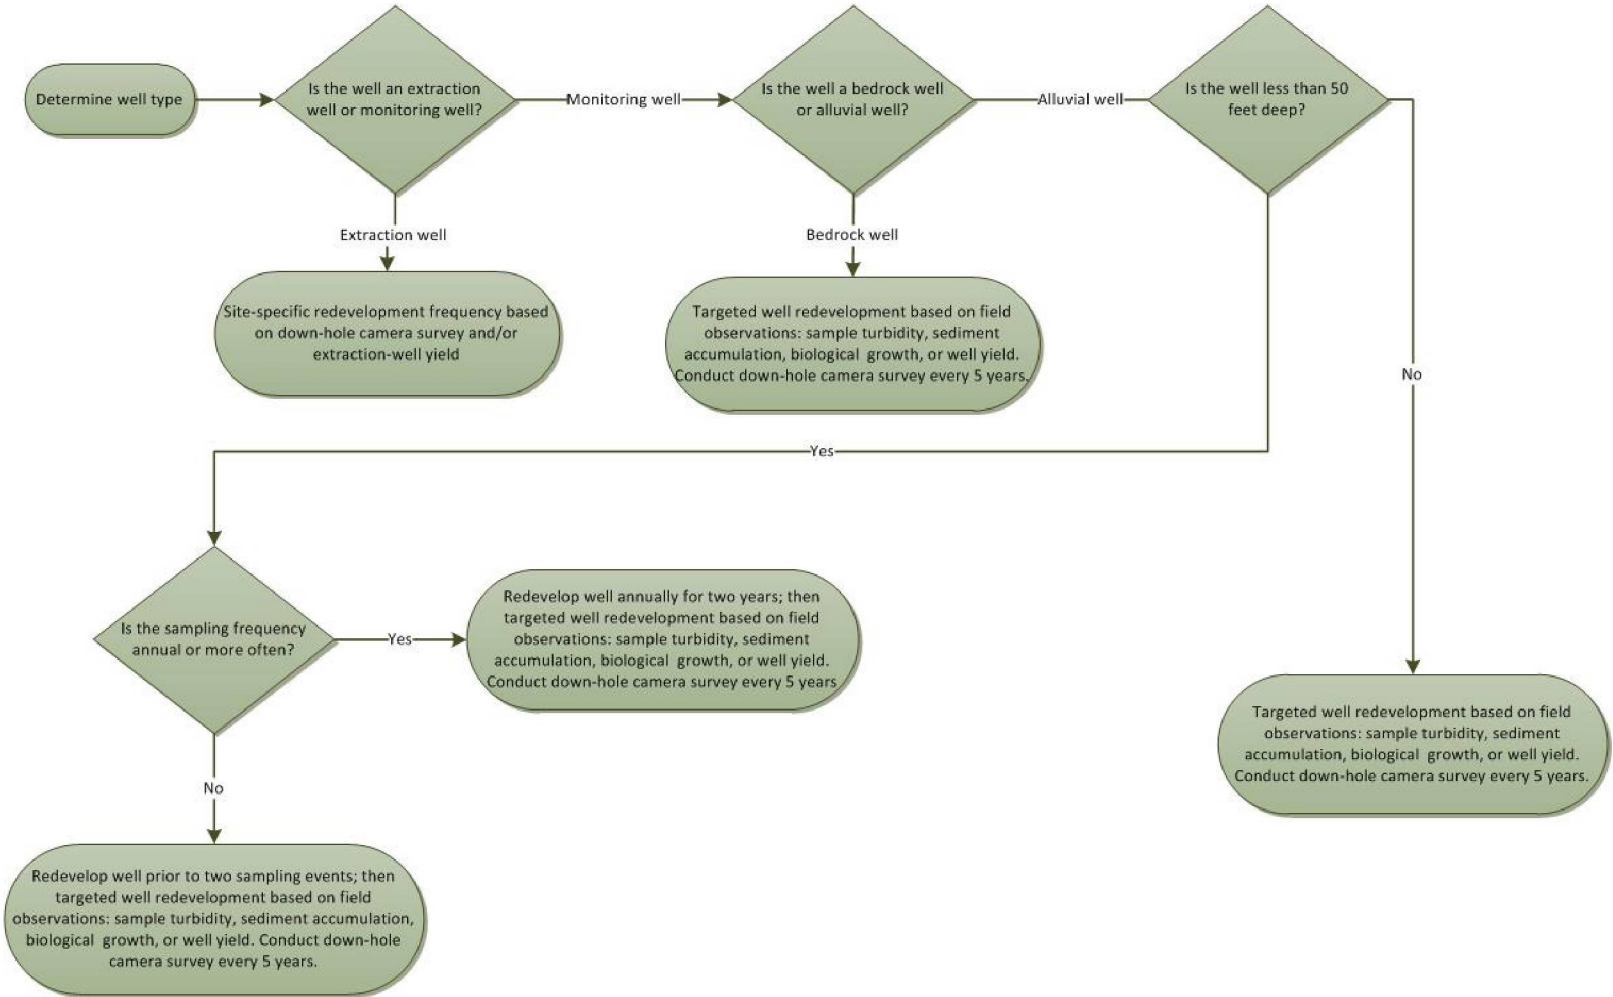 Determine well type
Is the well an extraction
well or monitoring well?
Monitoring well
Is the well a bedrock well
or alluvial well?
Alluvial well
Is the well less than 50
feet deep?
Extraction well
Site-specific redevelopment frequency based
on down-hole camera survey and/or
extraction-well yield
Bedrock well
Targeted well redevelopment based on field
observations: sample turbidity, sediment
accumulation, biological growth, or well yield.
Conduct down-hole camera survey every 5 years.
No
Yes
Is the sampling frequency
annual or more often?
Yes
Redevelop well annually for two years; then
targeted well redevelopment based on field
observations: sample turbidity, sediment
accumulation, biological growth, or well yield.
Conduct down-hole camera survey every 5 years
Targeted well redevelopment based on field
observations: sample turbidity, sediment
accumulation, biological growth, or well yield.
Conduct down-hole camera survey every 5 years.
No
Redevelop well prior to two sampling events; then
targeted well redevelopment based on field
observations: sample turbidity, sediment accumulation,
biological growth, or well yield. Conduct down-hole
camera survey every 5 years.